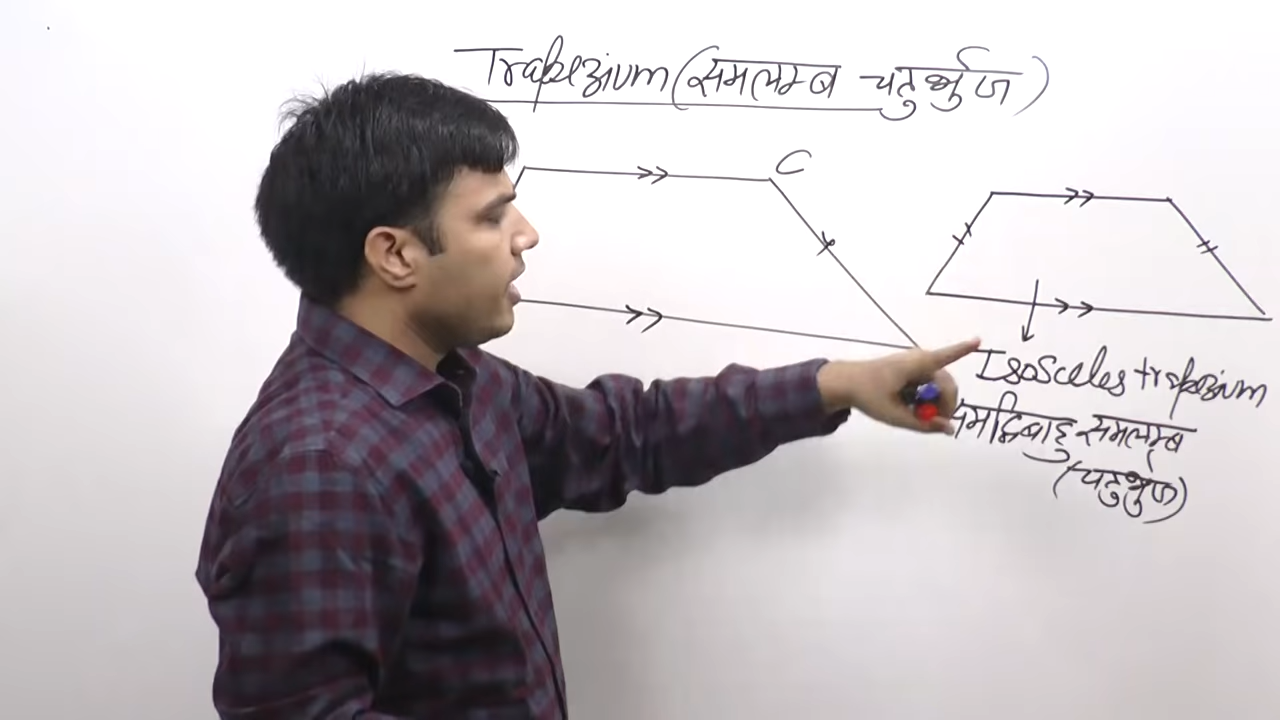 Trapezium (समलम्ब चतुर्भुज)
C
Isosceles trapezium
समद्विबाहु समलम्ब
(चतुर्भुज)